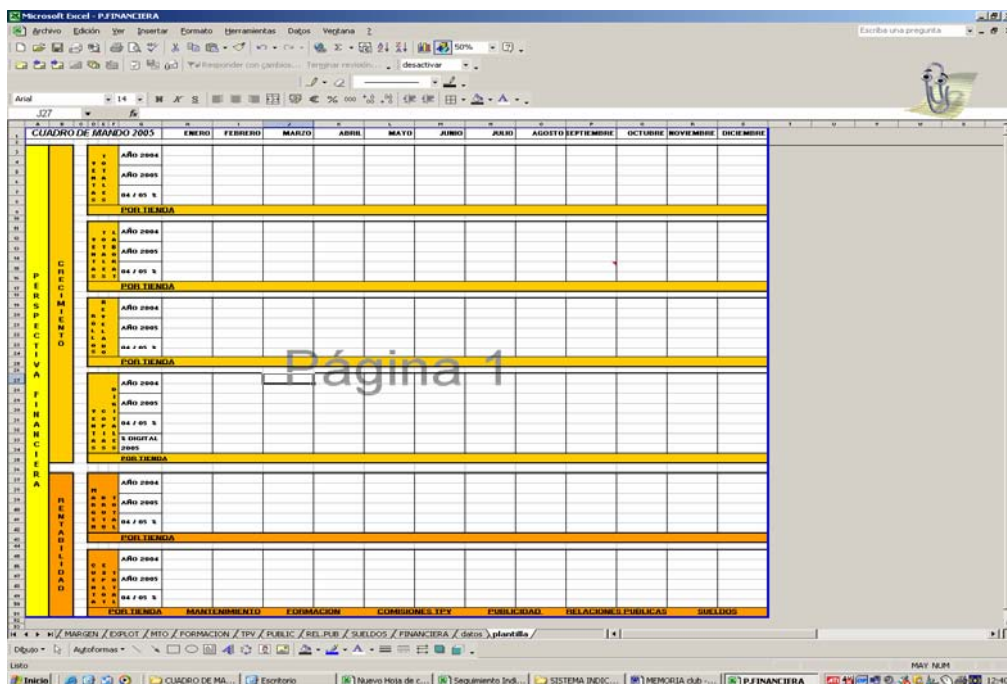 Microsoft Excel - P.FINANCIERA
Archivo Edición Ver Insertar Formato Herramientas Datos Ventana ?
Escriba una pregunta
50%
Responder con cambios... Terminar revisión... desactivar
Arial 14 N K S
J27 fx
CUADRO DE MANDO 2005 ENERO FEBRERO MARZO ABRIL MAYO JUNIO JULIO AGOSTO SEPTIEMBRE OCTUBRE NOVIEMBRE DICIEMBRE
PERSPECTIVA FINANCIERA
CRECIMIENTO
VENTAS TOTALES
AÑO 2004
AÑO 2005
04 / 05 %
POR TIENDA
AÑO 2004
AÑO 2005
04 / 05 %
POR TIENDA
AÑO 2004
AÑO 2005
04 / 05 %
POR TIENDA
Página 1
AÑO 2004
AÑO 2005
04 / 05 %
% DIGITAL
2005
POR TIENDA
RENTABILIDAD
AÑO 2004
AÑO 2005
04 / 05 %
POR TIENDA
AÑO 2004
AÑO 2005
04 / 05 %
POR TIENDA MANTENIMIENTO FORMACION COMISIONES TPV PUBLICIDAD RELACIONES PUBLICAS SUELDOS
MARGEN / EXPLOT / MTO / FORMACION / TPV / PUBLIC / REL.PUB / SUELDOS / FINANCIERA / datos \ plantilla /
Dibujo Autoformas
Listo MAY NUM
Inicio CUADRO DE MA... Escritorio Nuevo Hoja de c... Seguimiento Indi... SISTEMA INDIC... MEMORIA club -... P.FINANCIERA